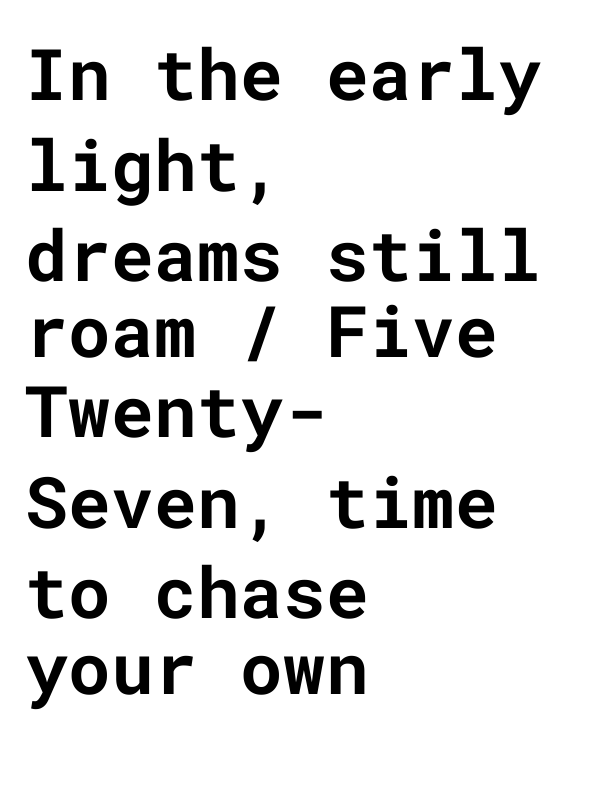 In the early
light,
dreams still
roam / Five
Twenty-
Seven, time
to chase
your own